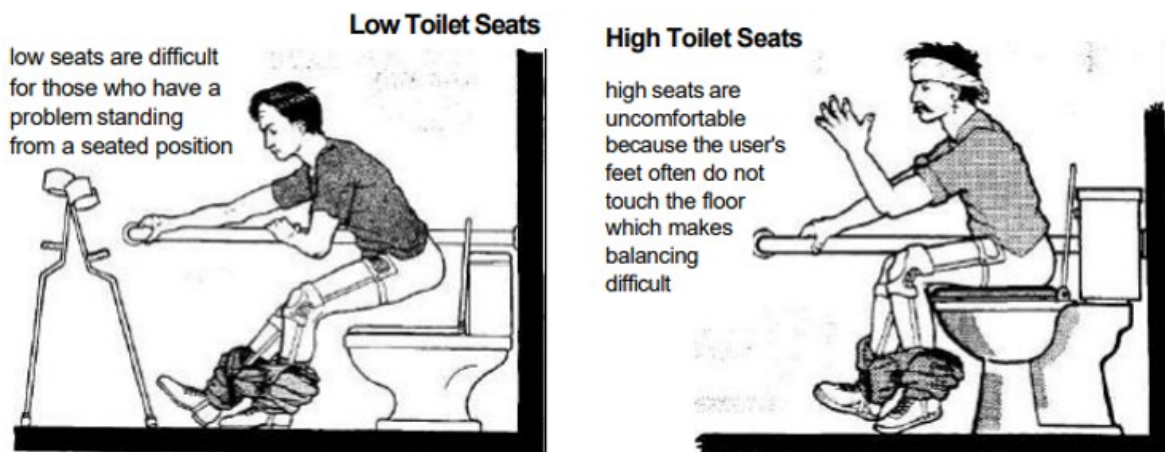 Low Toilet Seats
low seats are difficult
for those who have a
problem standing
from a seated position
High Toilet Seats
high seats are
uncomfortable
because the user's
feet often do not
touch the floor
which makes
balancing
difficult